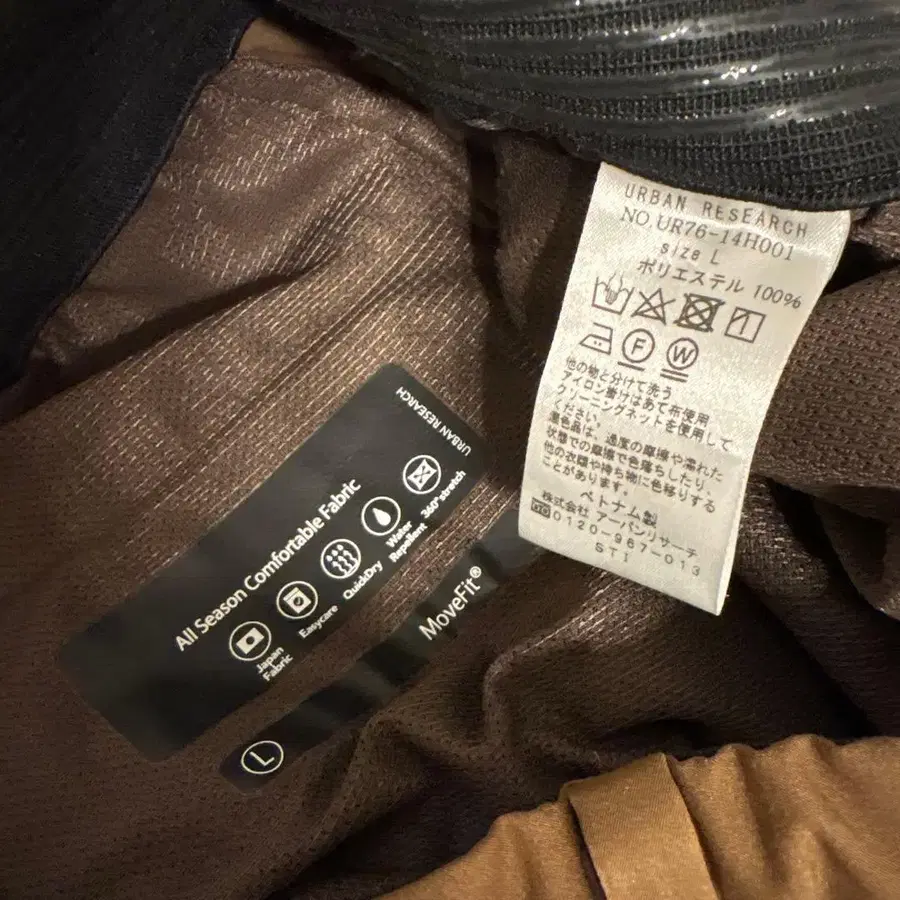 URBAN RESEARCH
NO.UR76-14H001
SIZE L
ポリエステル 100%
F W
他の物と分けて洗う
アイロン掛けはあて布使用
クリーニングネットを使用して
ください
濃色品は、過度の摩擦や濡れた
状態での摩擦で色落ちしたり、
他の衣類や持ち物に色移りする
ことがあります。
ベトナム製
株式会社 アーバンリサーチ
0120-967-013
STI
URBAN RESEARCH
All Season Comfortable Fabric
Japan Fabric
Easycare
QuickDry
Water Repellent
360°stretch
MoveFit®
L